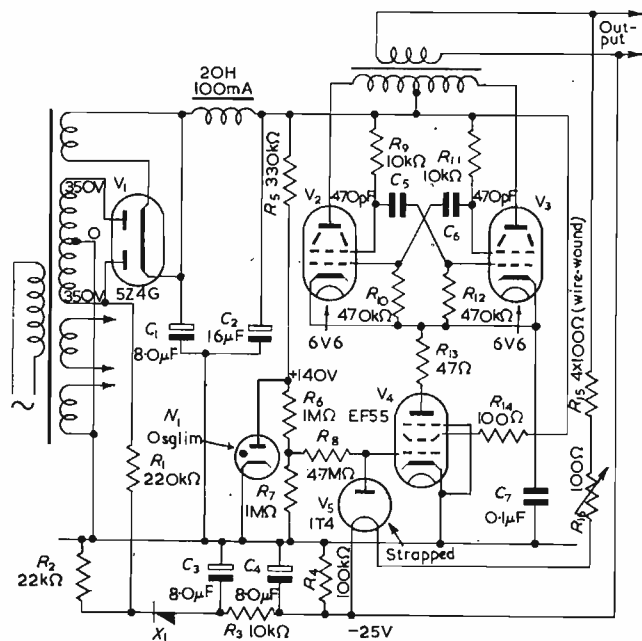 Out-
put
20H
100mA
350V
V₁
O
350V
5Z4G
R₅ 330kΩ
R₉
10kΩ
C₅
R₁₁
10kΩ
V₂
470pF
470pF
V₃
C₆
C₁
8·0μF
C₂
16μF
R₁₀
470kΩ
R₁₂
470kΩ
6V6
6V6
R₁₃
47Ω
R₁₅ 4x100Ω (wire-wound)
+140V
R₆
1MΩ
V₄
EF55
R₁₄
100Ω
N₁
Osglim
R₈
4·7MΩ
R₁
220kΩ
R₇
1MΩ
V₅
1T4
C₇
0·1μF
100Ω
R₁₆
Strapped
R₂
22kΩ
C₃
8·0μF
C₄
8·0μF
R₄
100kΩ
X₁
R₃ 10kΩ
-25V